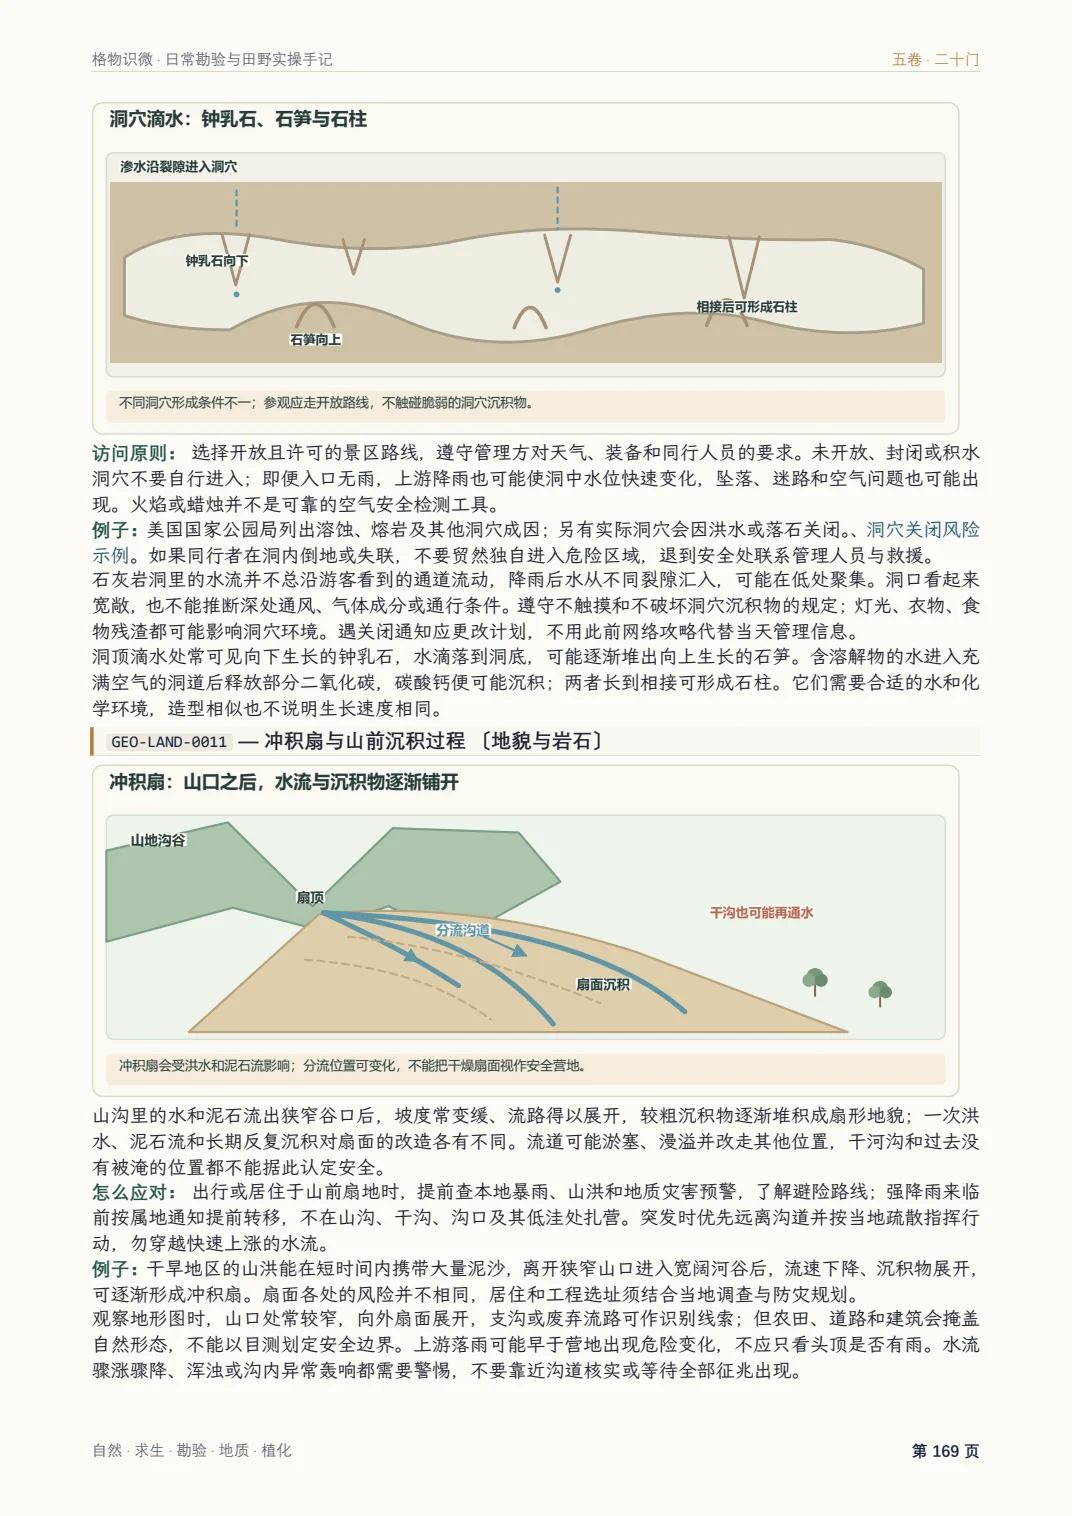 格物识微 · 日常勘验与田野实操手记
五卷 · 二十门
洞穴滴水：钟乳石、石笋与石柱
渗水沿裂隙进入洞穴
钟乳石向下
相接后可形成石柱
石笋向上
不同洞穴形成条件不一；参观应走开放路线，不触碰脆弱的洞穴沉积物。
访问原则： 选择开放且许可的景区路线，遵守管理方对天气、装备和同行人员的要求。未开放、封闭或积水
洞穴不要自行进入；即便入口无雨，上游降雨也可能使洞中水位快速变化，坠落、迷路和空气问题也可能出
现。火焰或蜡烛并不是可靠的空气安全检测工具。
例子：美国国家公园局列出溶蚀、熔岩及其他洞穴成因；另有实际洞穴会因洪水或落石关闭。、洞穴关闭风险
示例。如果同行者在洞内倒地或失联，不要贸然独自进入危险区域，退到安全处联系管理人员与救援。
石灰岩洞里的水流并不总沿游客看到的通道流动，降雨后水从不同裂隙汇入，可能在低处聚集。洞口看起来
宽敞，也不能推断深处通风、气体成分或通行条件。遵守不触摸和不破坏洞穴沉积物的规定；灯光、衣物、食
物残渣都可能影响洞穴环境。遇关闭通知应更改计划，不用此前网络攻略代替当天管理信息。
洞顶滴水处常可见向下生长的钟乳石，水滴落到洞底，可能逐渐堆出向上生长的石笋。含溶解物的水进入充
满空气的洞道后释放部分二氧化碳，碳酸钙便可能沉积；两者长到相接可形成石柱。它们需要合适的水和化
学环境，造型相似也不说明生长速度相同。
GEO-LAND-0011 — 冲积扇与山前沉积过程 〔地貌与岩石〕
冲积扇：山口之后，水流与沉积物逐渐铺开
山地沟谷
扇顶
干沟也可能再通水
分流沟道
扇面沉积
冲积扇会受洪水和泥石流影响；分流位置可变化，不能把干燥扇面视作安全营地。
山沟里的水和泥石流出狭窄谷口后，坡度常变缓、流路得以展开，较粗沉积物逐渐堆积成扇形地貌；一次洪
水、泥石流和长期反复沉积对扇面的改造各有不同。流道可能淤塞、漫溢并改走其他位置，干河沟和过去没
有被淹的位置都不能据此认定安全。
怎么应对： 出行或居住于山前扇地时，提前查本地暴雨、山洪和地质灾害预警，了解避险路线；强降雨来临
前按属地通知提前转移，不在山沟、干沟、沟口及其低洼处扎营。突发时优先远离沟道并按当地疏散指挥行
动，勿穿越快速上涨的水流。
例子：干旱地区的山洪能在短时间内携带大量泥沙，离开狭窄山口进入宽阔河谷后，流速下降、沉积物展开，
可逐渐形成冲积扇。扇面各处的风险并不相同，居住和工程选址须结合当地调查与防灾规划。
观察地形图时，山口处常较窄，向外扇面展开，支沟或废弃流路可作识别线索；但农田、道路和建筑会掩盖
自然形态，不能以目测划定安全边界。上游落雨可能早于营地出现危险变化，不应只看头顶是否有雨。水流
骤涨骤降、浑浊或沟内异常轰响都需要警惕，不要靠近沟道核实或等待全部征兆出现。
自然 · 求生 · 勘验 · 地质 · 植化
第 169 页